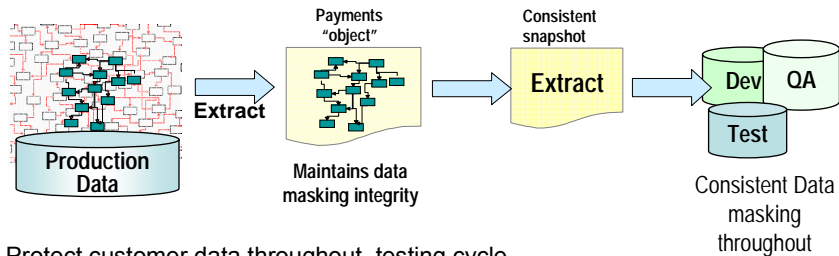 Payments
“object”
Consistent
snapshot
Extract
Extract
Dev
QA
Test
Production
Data
Maintains data
masking integrity
Consistent Data
masking
throughout
Protect customer data throughout testing cycle